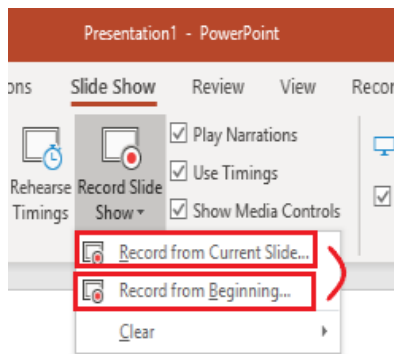 Presentation1 - PowerPoint
ons Slide Show Review View Recor
Play Narrations
Use Timings
Show Media Controls
Rehearse Timings
Record Slide Show
Record from Current Slide...
Record from Beginning...
Clear